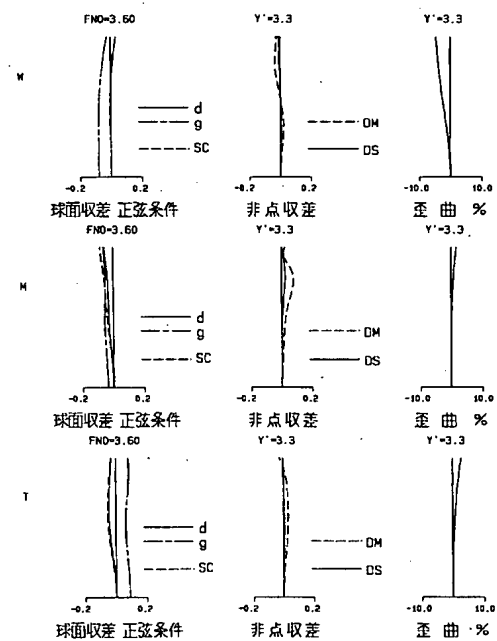 FNO=3.60 Y'=3.3 Y'=3.3
W
d
g
SC
DM
DS
-0.2 0.2 -0.2 0.2 -10.0 10.0
球面収差 正弦条件 非点収差 歪曲 %
FNO=3.60 Y'=3.3 Y'=3.3
M
d
g
SC
DM
DS
-0.2 0.2 -0.2 0.2 -10.0 10.0
球面収差 正弦条件 非点収差 歪曲 %
FNO=3.60 Y'=3.3 Y'=3.3
T
d
g
SC
DM
DS
-0.2 0.2 -0.2 0.2 -10.0 10.0
球面収差 正弦条件 非点収差 歪曲 %